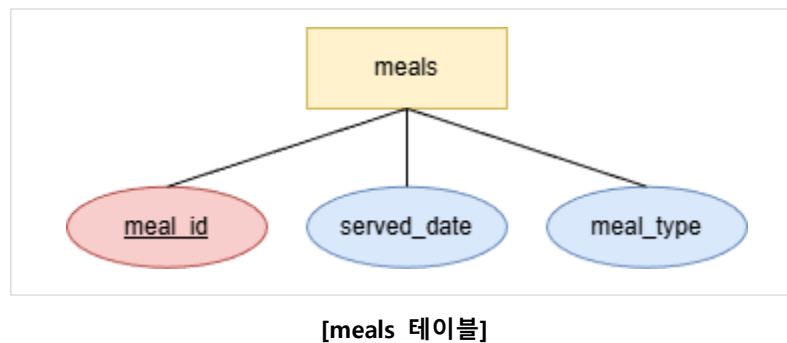 meals
meal_id served_date meal_type
[meals 테이블]